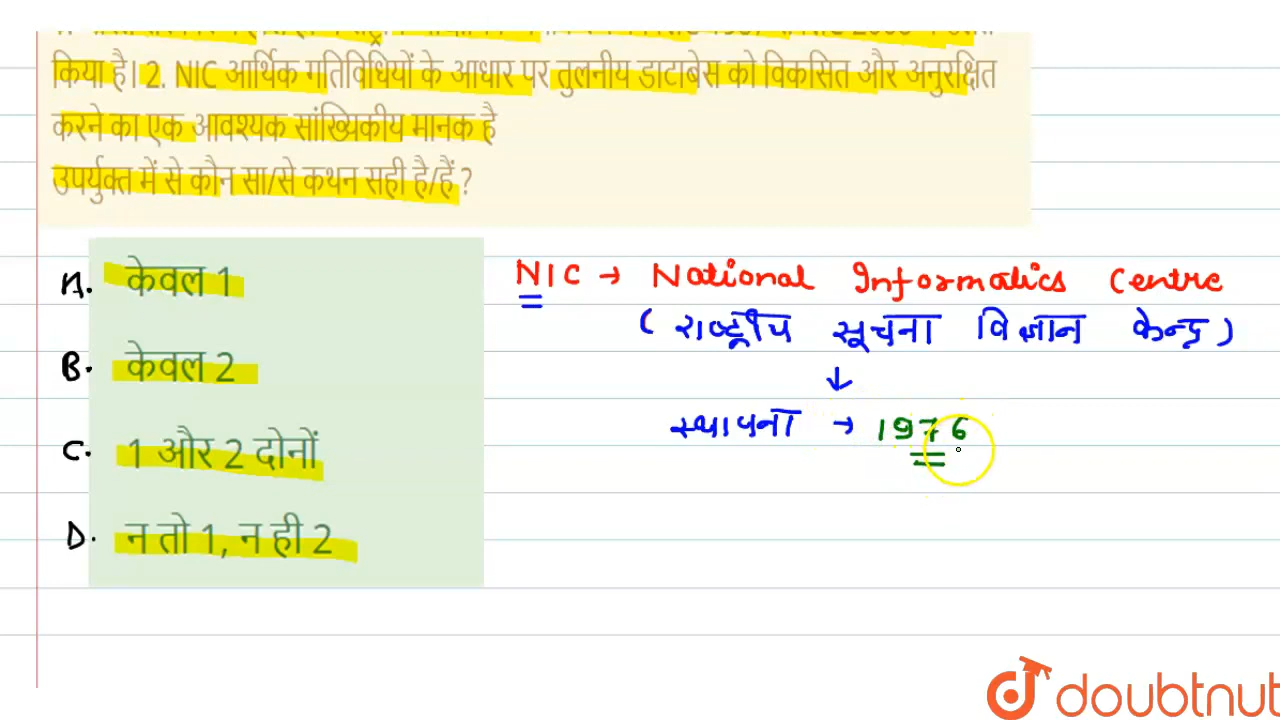 किया है। 2. NIC आर्थिक गतिविधियों के आधार पर तुलनीय डाटाबेस को विकसित और अनुरक्षित
करने का एक आवश्यक सांख्यिकीय मानक है
उपर्युक्त में से कौन सा/से कथन सही है/हैं ?
A. केवल 1
B. केवल 2
C. 1 और 2 दोनों
D. न तो 1, न ही 2
NIC → National Informatics Centre
( राष्ट्रीय सूचना विज्ञान केन्द्र )
↓
स्थापना → 1976
doubtnut